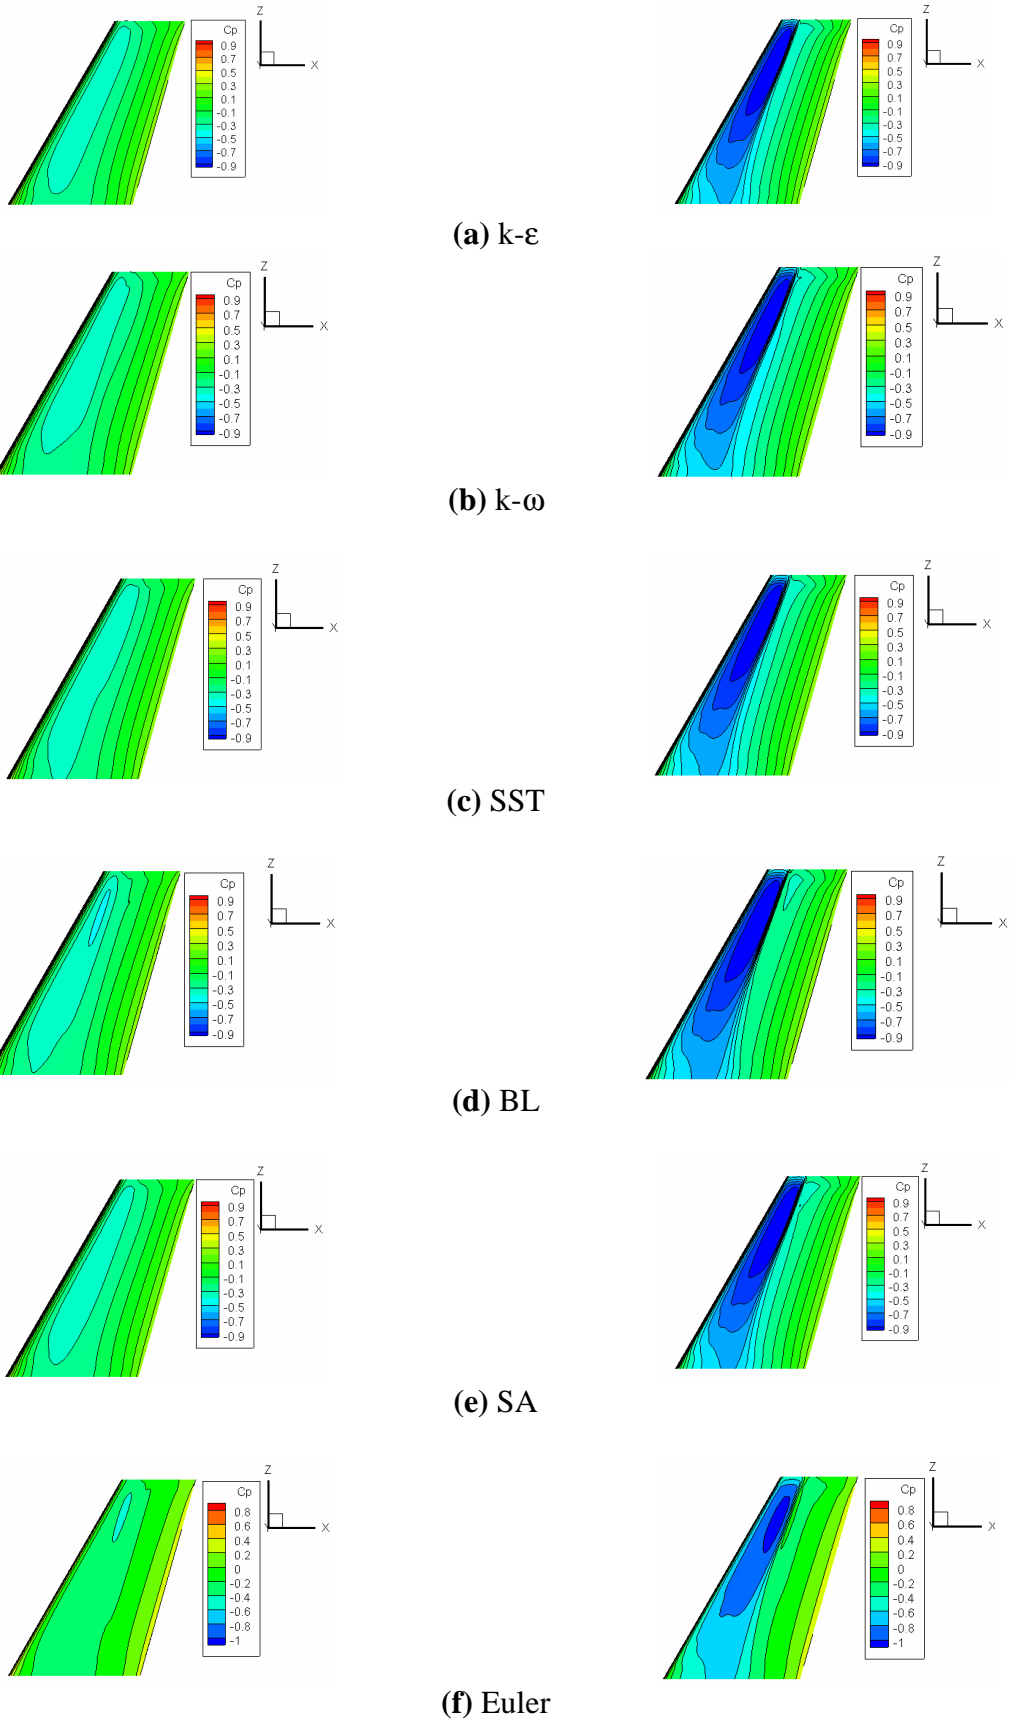 Cp
0.9
0.7
0.5
0.3
0.1
-0.1
-0.3
-0.5
-0.7
-0.9
Z
X
Cp
0.9
0.7
0.5
0.3
0.1
-0.1
-0.3
-0.5
-0.7
-0.9
Z
X
(a) k-ε
Cp
0.9
0.7
0.5
0.3
0.1
-0.1
-0.3
-0.5
-0.7
-0.9
Z
X
Cp
0.9
0.7
0.5
0.3
0.1
-0.1
-0.3
-0.5
-0.7
-0.9
Z
X
(b) k-ω
Cp
0.9
0.7
0.5
0.3
0.1
-0.1
-0.3
-0.5
-0.7
-0.9
Z
X
Cp
0.9
0.7
0.5
0.3
0.1
-0.1
-0.3
-0.5
-0.7
-0.9
Z
X
(c) SST
Cp
0.9
0.7
0.5
0.3
0.1
-0.1
-0.3
-0.5
-0.7
-0.9
Z
X
Cp
0.9
0.7
0.5
0.3
0.1
-0.1
-0.3
-0.5
-0.7
-0.9
Z
X
(d) BL
Cp
0.9
0.7
0.5
0.3
0.1
-0.1
-0.3
-0.5
-0.7
-0.9
Z
X
Cp
0.9
0.7
0.5
0.3
0.1
-0.1
-0.3
-0.5
-0.7
-0.9
Z
X
(e) SA
Cp
0.8
0.6
0.4
0.2
0
-0.2
-0.4
-0.6
-0.8
-1
Z
X
Cp
0.8
0.6
0.4
0.2
0
-0.2
-0.4
-0.6
-0.8
-1
Z
X
(f) Euler